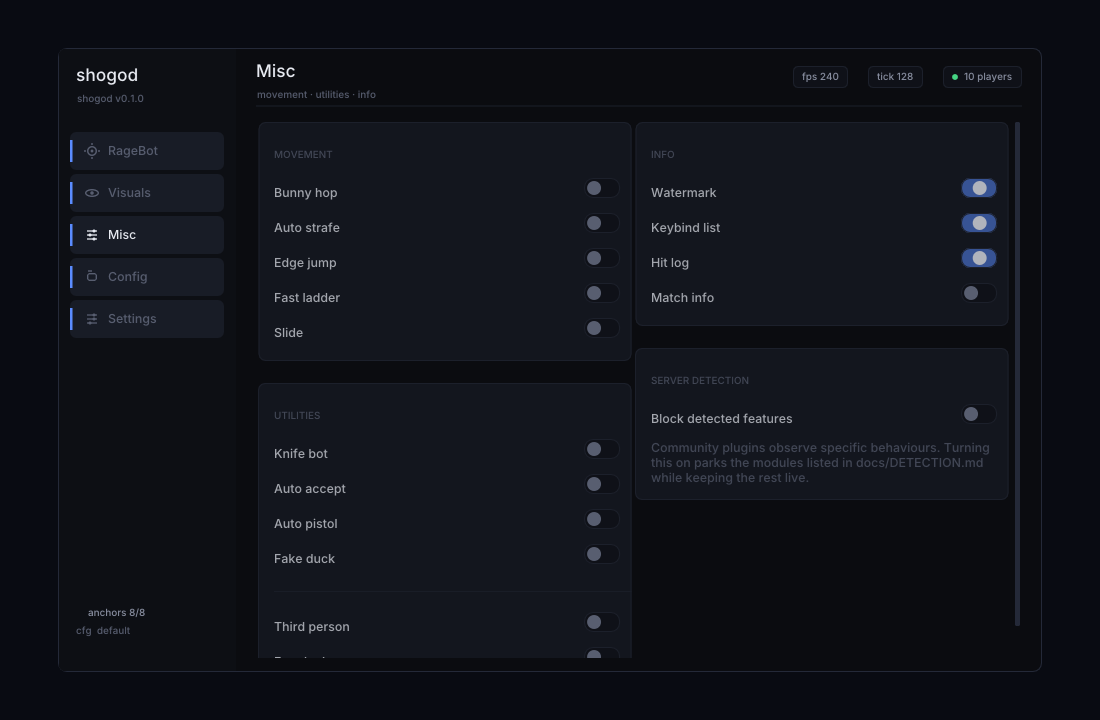 shogod
shogod v0.1.0
RageBot
Visuals
Misc
Config
Settings
anchors 8/8
cfg default
Misc
movement · utilities · info
fps 240
tick 128
10 players
MOVEMENT
Bunny hop
Auto strafe
Edge jump
Fast ladder
Slide
UTILITIES
Knife bot
Auto accept
Auto pistol
Fake duck
Third person
INFO
Watermark
Keybind list
Hit log
Match info
SERVER DETECTION
Block detected features
Community plugins observe specific behaviours. Turning
this on parks the modules listed in docs/DETECTION.md
while keeping the rest live.